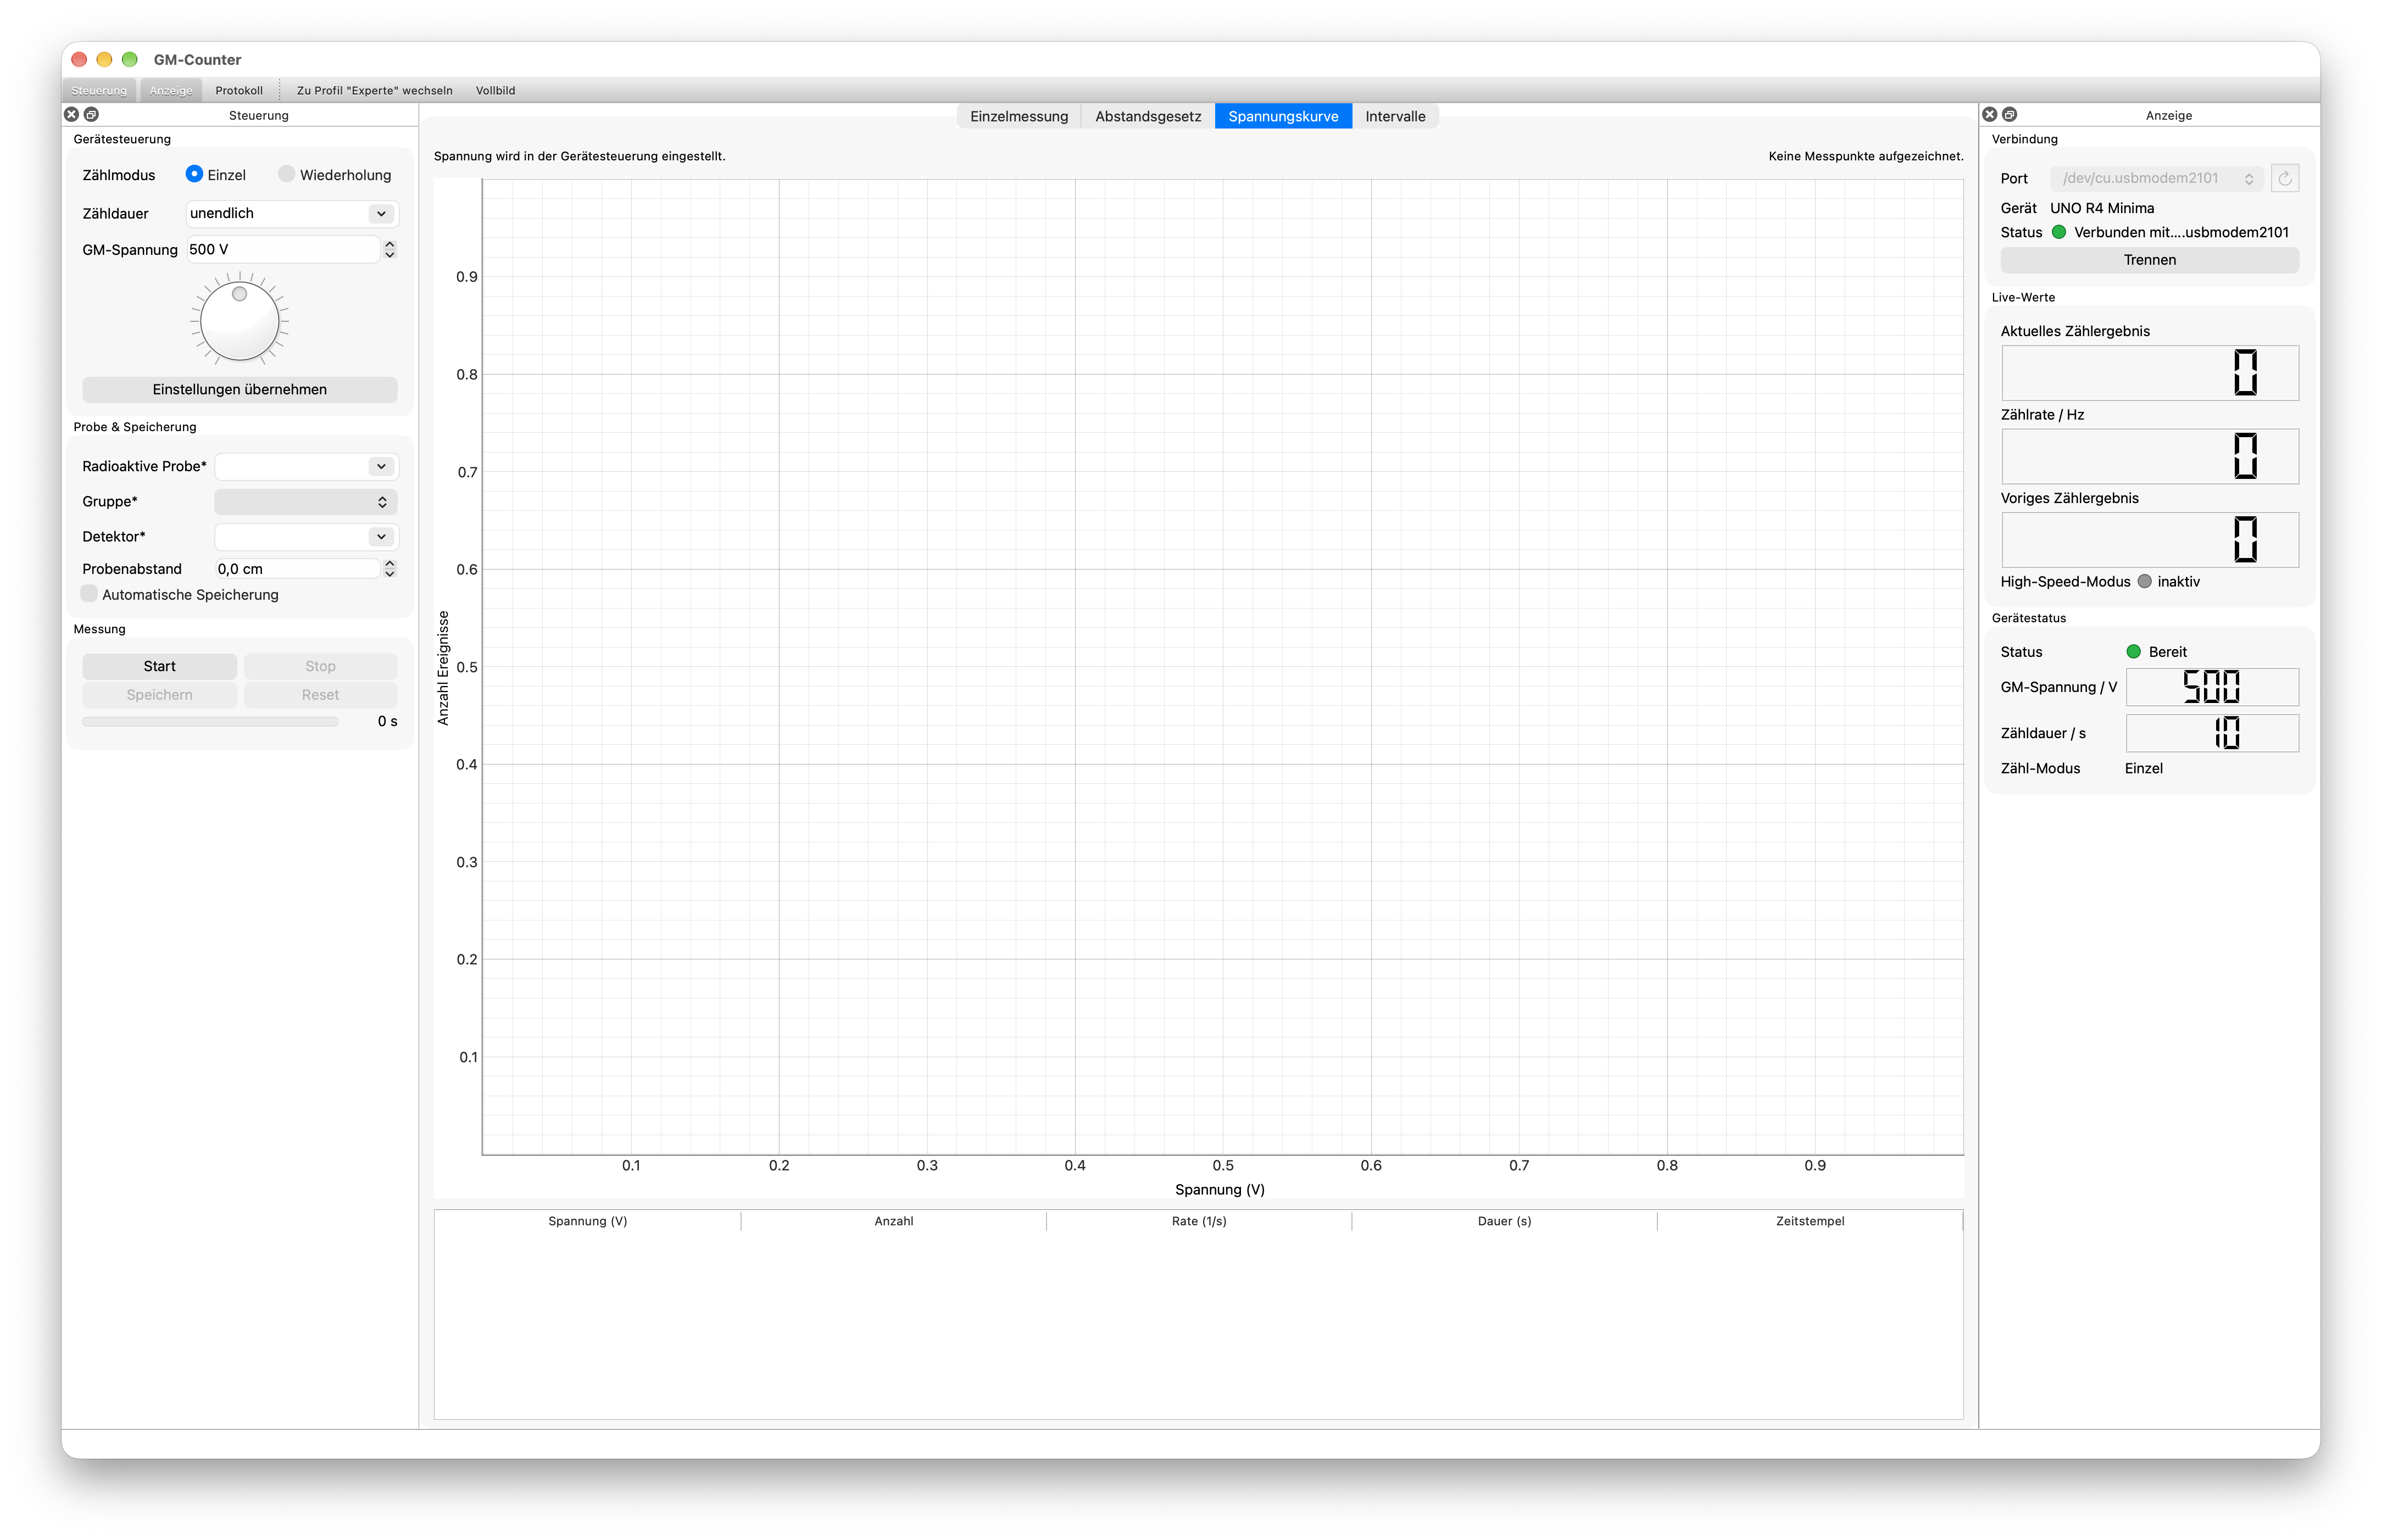 GM-Counter
Steuerung Anzeige Protokoll Zu Profil "Experte" wechseln Vollbild
Steuerung
Gerätesteuerung
Zählmodus Einzel Wiederholung
Zähldauer unendlich
GM-Spannung 500 V
Einstellungen übernehmen
Probe & Speicherung
Radioaktive Probe*
Gruppe*
Detektor*
Probenabstand 0,0 cm
Automatische Speicherung
Messung
Start Stop
Speichern Reset
0 s
Einzelmessung Abstandsgesetz Spannungskurve Intervalle
Spannung wird in der Gerätesteuerung eingestellt. Keine Messpunkte aufgezeichnet.
Anzahl Ereignisse
0.9
0.8
0.7
0.6
0.5
0.4
0.3
0.2
0.1
0.1 0.2 0.3 0.4 0.5 0.6 0.7 0.8 0.9
Spannung (V)
Spannung (V) Anzahl Rate (1/s) Dauer (s) Zeitstempel
Anzeige
Verbindung
Port /dev/cu.usbmodem2101
Gerät UNO R4 Minima
Status Verbunden mit....usbmodem2101
Trennen
Live-Werte
Aktuelles Zählergebnis
0
Zählrate / Hz
0
Voriges Zählergebnis
0
High-Speed-Modus inaktiv
Gerätestatus
Status Bereit
GM-Spannung / V 500
Zähldauer / s 10
Zähl-Modus Einzel